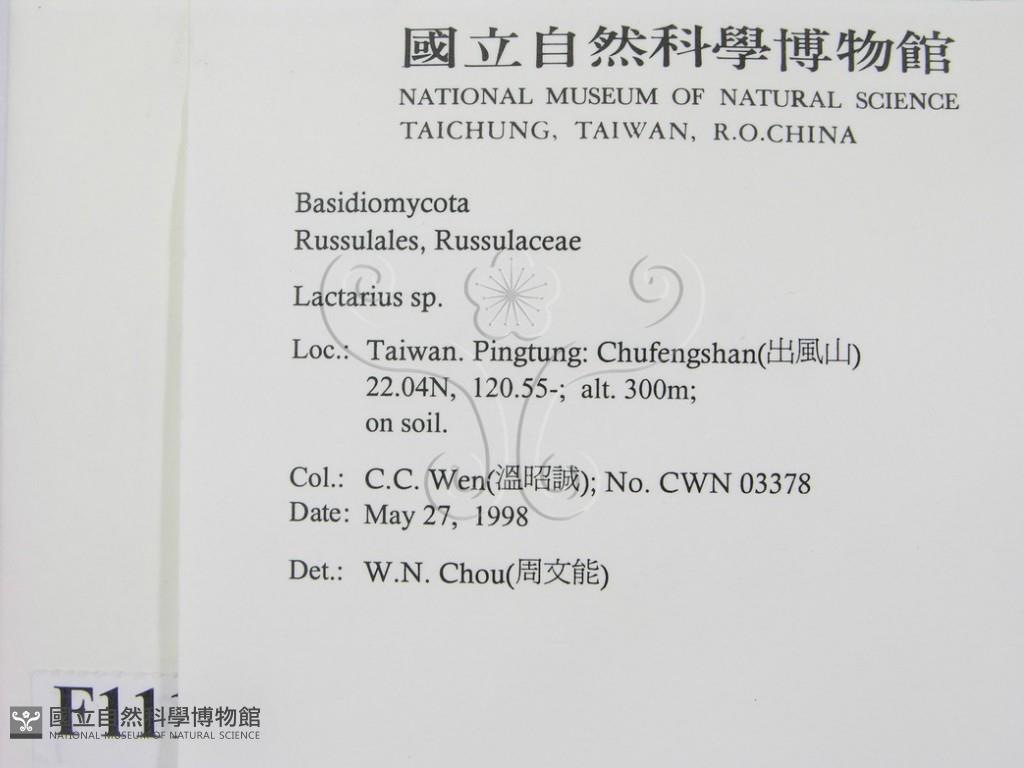 國立自然科學博物館
NATIONAL MUSEUM OF NATURAL SCIENCE
TAICHUNG, TAIWAN, R.O.CHINA
Basidiomycota
Russulales, Russulaceae
Lactarius sp.
Loc.: Taiwan. Pingtung: Chufengshan(出風山)
22.04N, 120.55-; alt. 300m;
on soil.
Col.: C.C. Wen(溫昭誠); No. CWN 03378
Date: May 27, 1998
Det.: W.N. Chou(周文能)
國立自然科學博物館
NATIONAL MUSEUM OF NATURAL SCIENCE